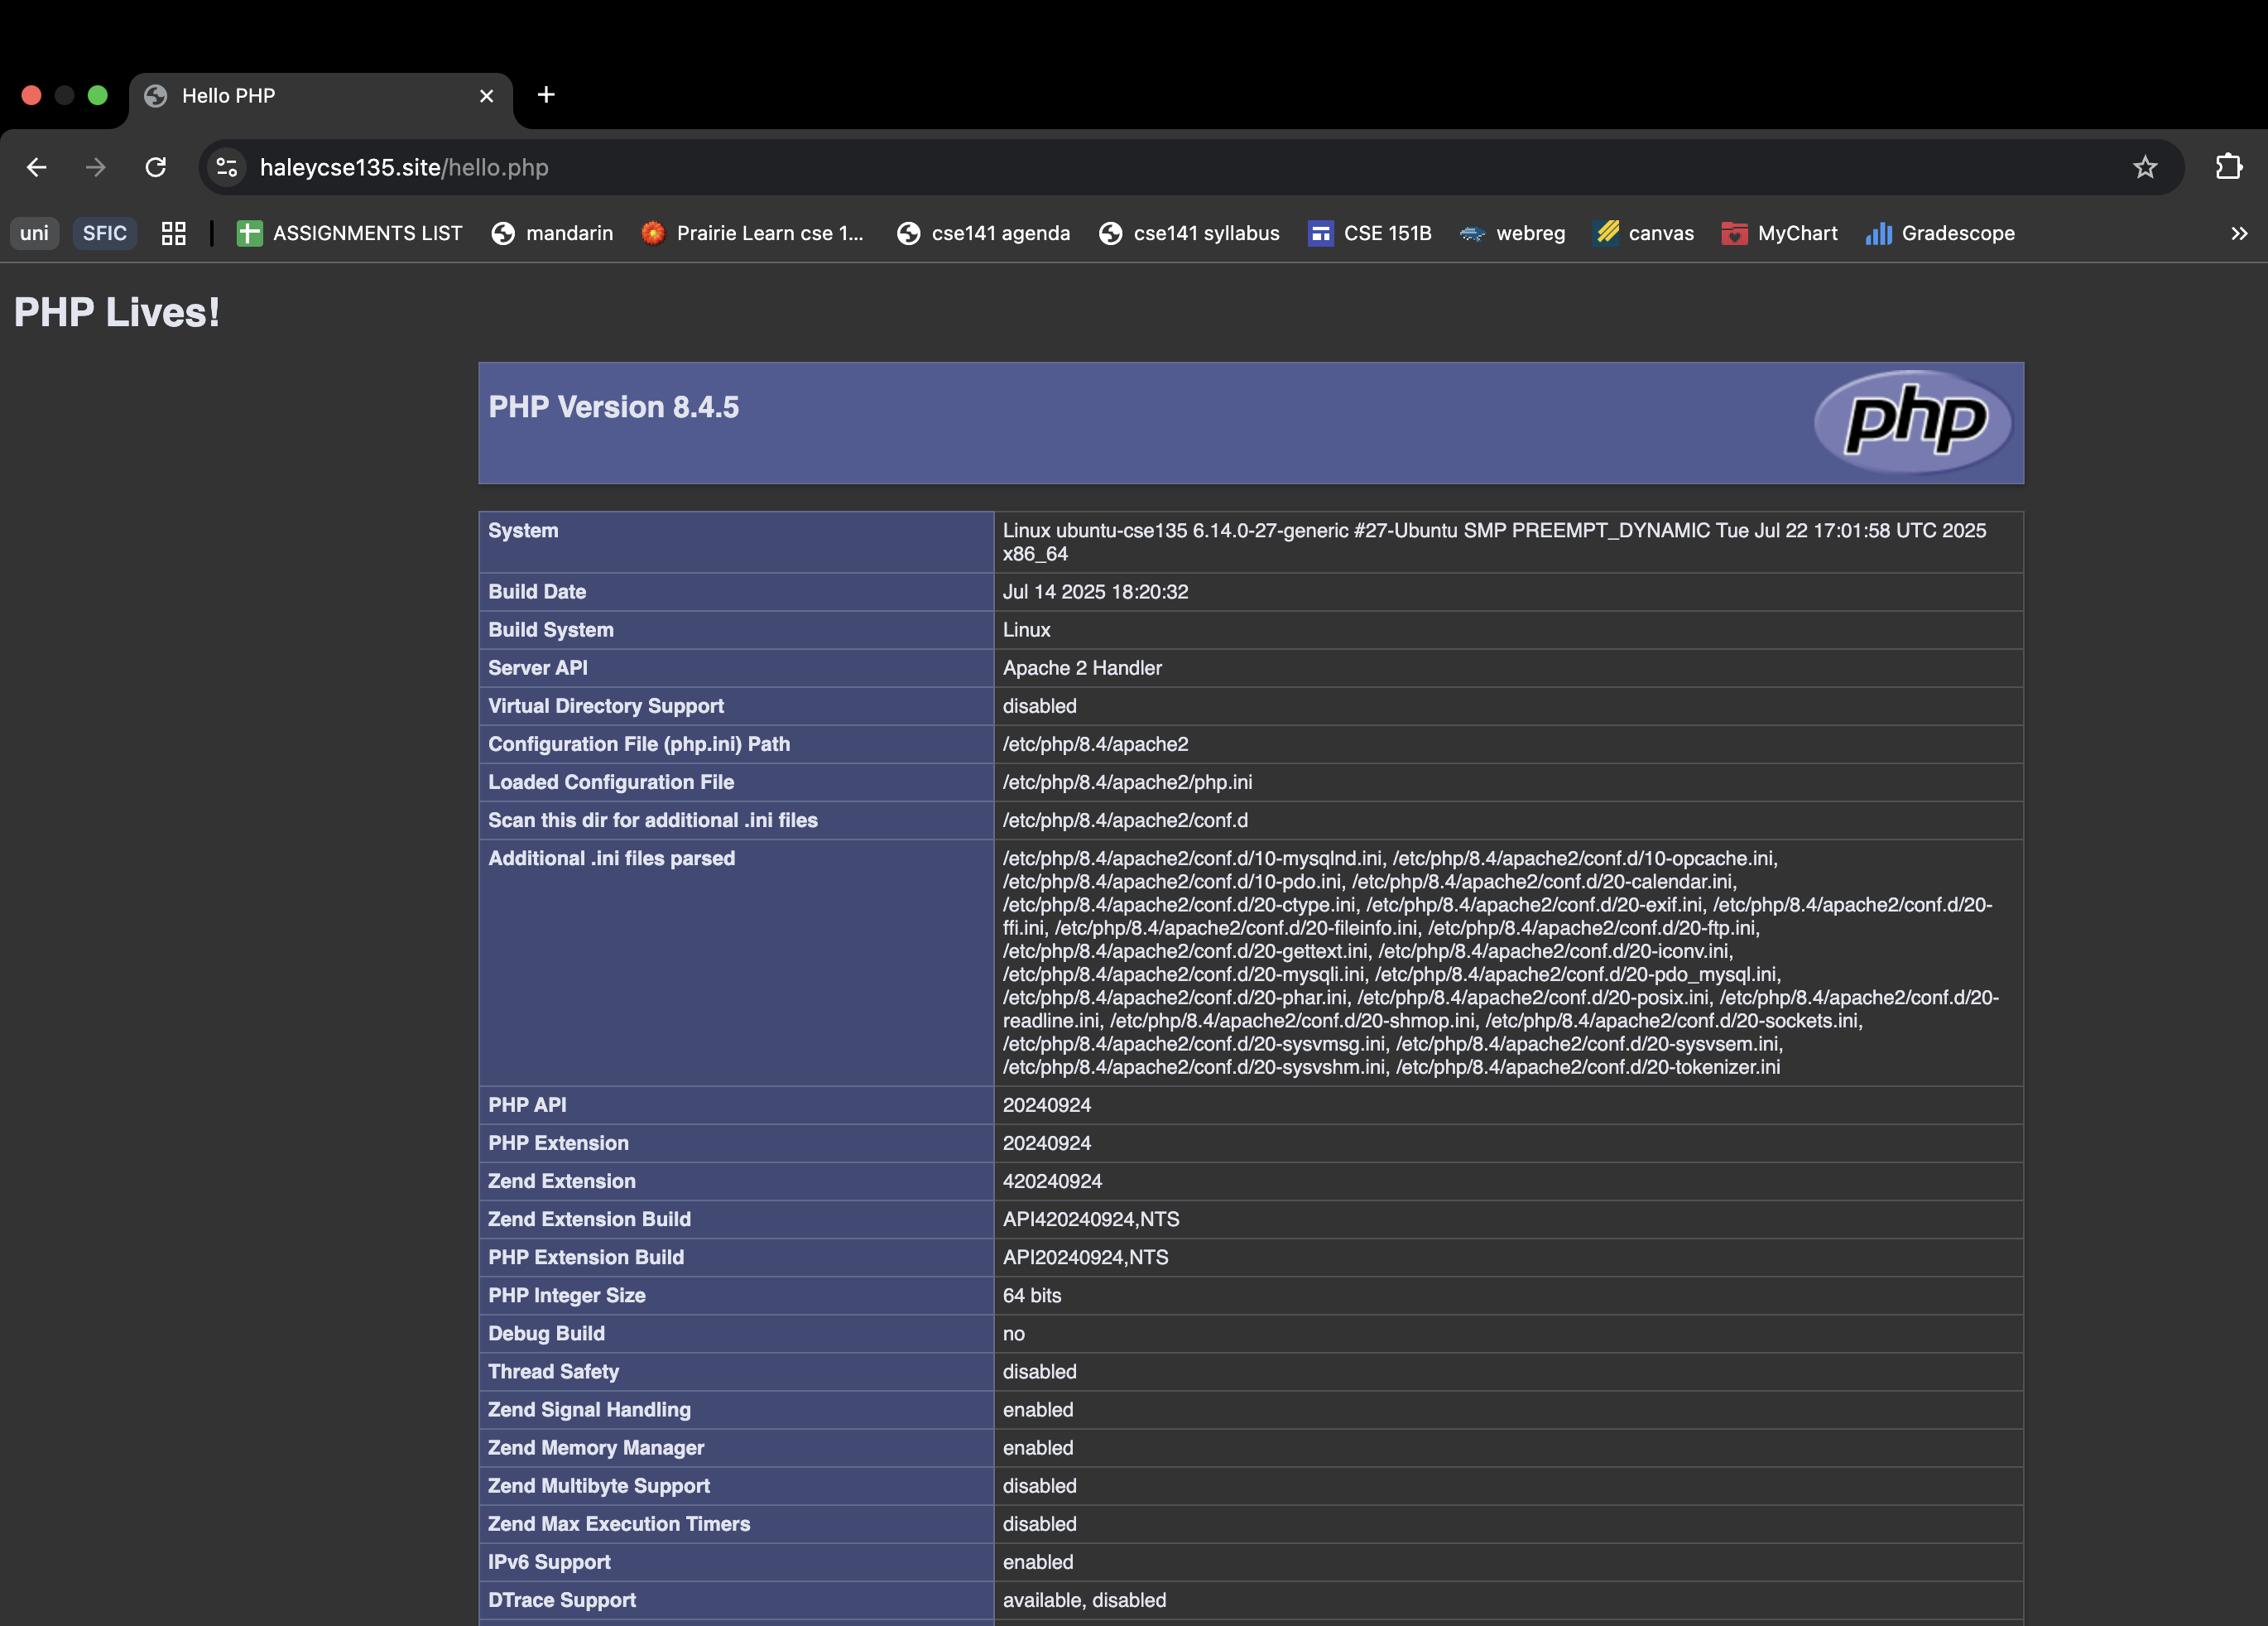 Hello PHP
haleycse135.site/hello.php
uni SFIC ASSIGNMENTS LIST mandarin Prairie Learn cse 1... cse141 agenda cse141 syllabus CSE 151B webreg canvas MyChart Gradescope
PHP Lives!
PHP Version 8.4.5
php
System Linux ubuntu-cse135 6.14.0-27-generic #27-Ubuntu SMP PREEMPT_DYNAMIC Tue Jul 22 17:01:58 UTC 2025
x86_64
Build Date Jul 14 2025 18:20:32
Build System Linux
Server API Apache 2 Handler
Virtual Directory Support disabled
Configuration File (php.ini) Path /etc/php/8.4/apache2
Loaded Configuration File /etc/php/8.4/apache2/php.ini
Scan this dir for additional .ini files /etc/php/8.4/apache2/conf.d
Additional .ini files parsed /etc/php/8.4/apache2/conf.d/10-mysqlnd.ini, /etc/php/8.4/apache2/conf.d/10-opcache.ini,
/etc/php/8.4/apache2/conf.d/10-pdo.ini, /etc/php/8.4/apache2/conf.d/20-calendar.ini,
/etc/php/8.4/apache2/conf.d/20-ctype.ini, /etc/php/8.4/apache2/conf.d/20-exif.ini, /etc/php/8.4/apache2/conf.d/20-
ffi.ini, /etc/php/8.4/apache2/conf.d/20-fileinfo.ini, /etc/php/8.4/apache2/conf.d/20-ftp.ini,
/etc/php/8.4/apache2/conf.d/20-gettext.ini, /etc/php/8.4/apache2/conf.d/20-iconv.ini,
/etc/php/8.4/apache2/conf.d/20-mysqli.ini, /etc/php/8.4/apache2/conf.d/20-pdo_mysql.ini,
/etc/php/8.4/apache2/conf.d/20-phar.ini, /etc/php/8.4/apache2/conf.d/20-posix.ini, /etc/php/8.4/apache2/conf.d/20-
readline.ini, /etc/php/8.4/apache2/conf.d/20-shmop.ini, /etc/php/8.4/apache2/conf.d/20-sockets.ini,
/etc/php/8.4/apache2/conf.d/20-sysvmsg.ini, /etc/php/8.4/apache2/conf.d/20-sysvsem.ini,
/etc/php/8.4/apache2/conf.d/20-sysvshm.ini, /etc/php/8.4/apache2/conf.d/20-tokenizer.ini
PHP API 20240924
PHP Extension 20240924
Zend Extension 420240924
Zend Extension Build API420240924,NTS
PHP Extension Build API20240924,NTS
PHP Integer Size 64 bits
Debug Build no
Thread Safety disabled
Zend Signal Handling enabled
Zend Memory Manager enabled
Zend Multibyte Support disabled
Zend Max Execution Timers disabled
IPv6 Support enabled
DTrace Support available, disabled